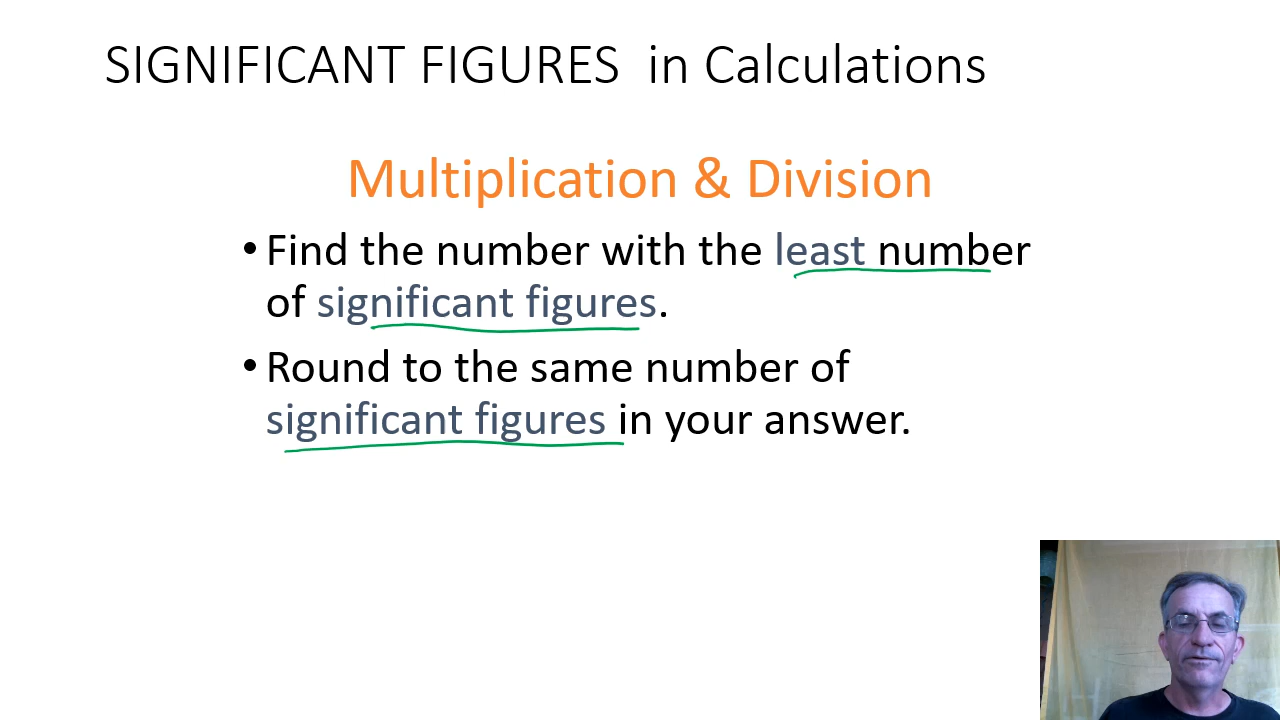 SIGNIFICANT FIGURES in Calculations
Multiplication & Division
• Find the number with the least number
of significant figures.
• Round to the same number of
significant figures in your answer.